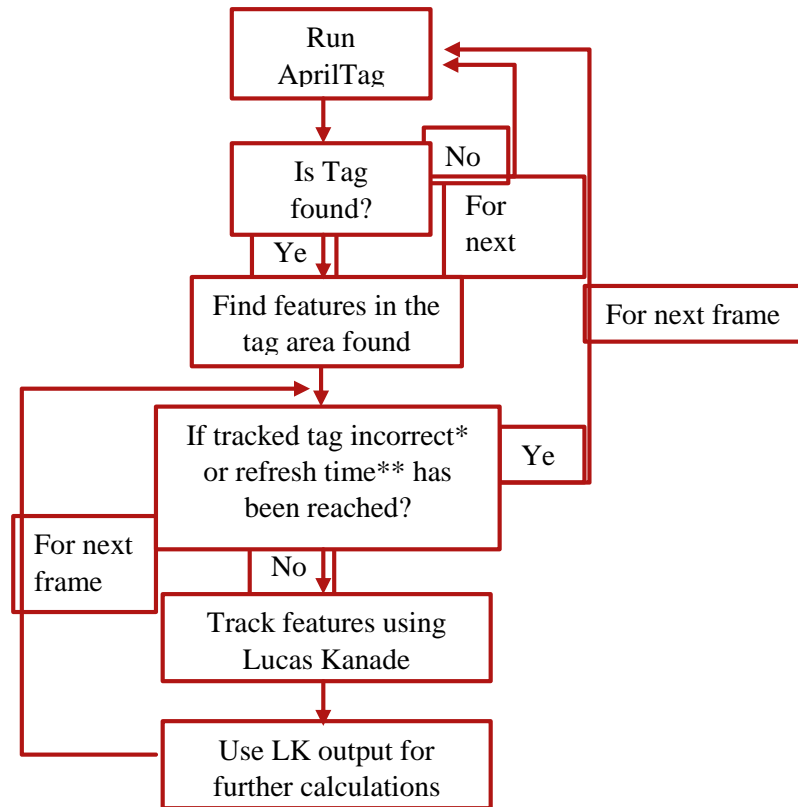 Run
AprilTag
Is Tag
found?
No
For
next
Ye
Find features in the
tag area found
For next frame
If tracked tag incorrect*
or refresh time** has
been reached?
Ye
For next
frame
No
Track features using
Lucas Kanade
Use LK output for
further calculations